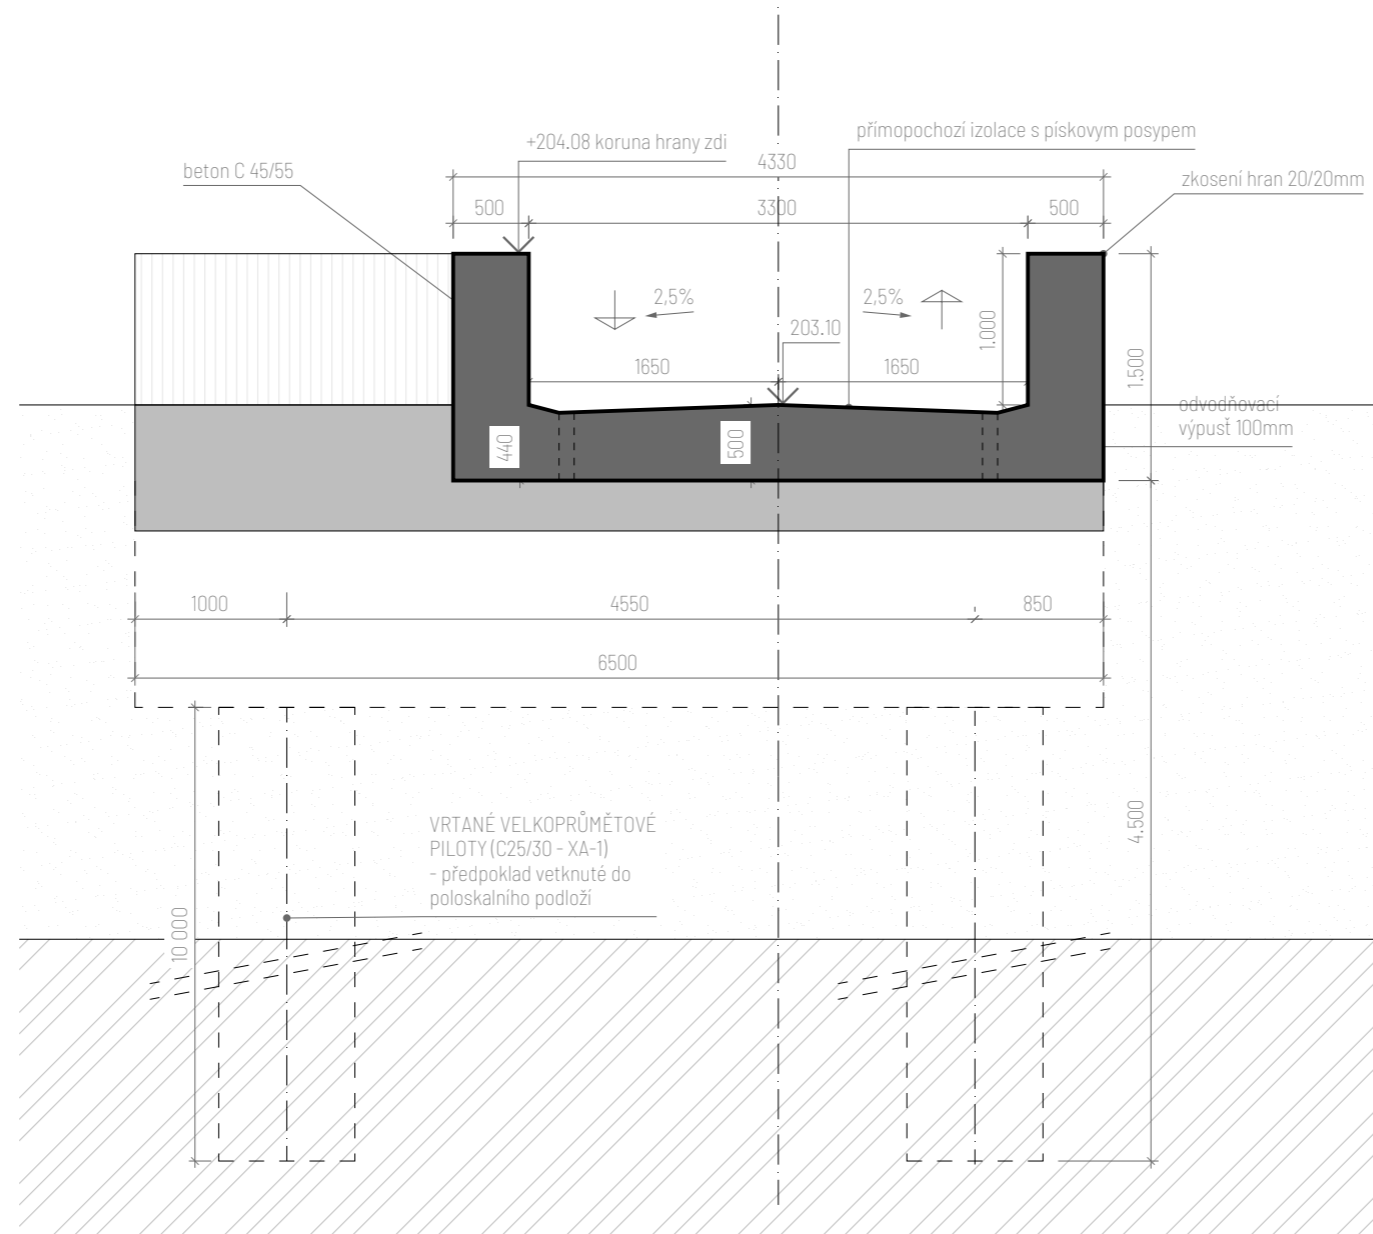 přímopochozí izolace s pískovym posypem
+204.08 koruna hrany zdi
4330
beton C 45/55
zkosení hran 20/20mm
500
3300
500
2,5%
2,5%
203.10
1.000
1650
1650
1.500
odvodňovací
výpusť 100mm
440
500
1000
4550
850
6500
VRTANÉ VELKOPRŮMĚTOVÉ
PILOTY (C25/30 - XA-1)
- předpoklad vetknuté do
poloskalního podloží
4.500
10 000